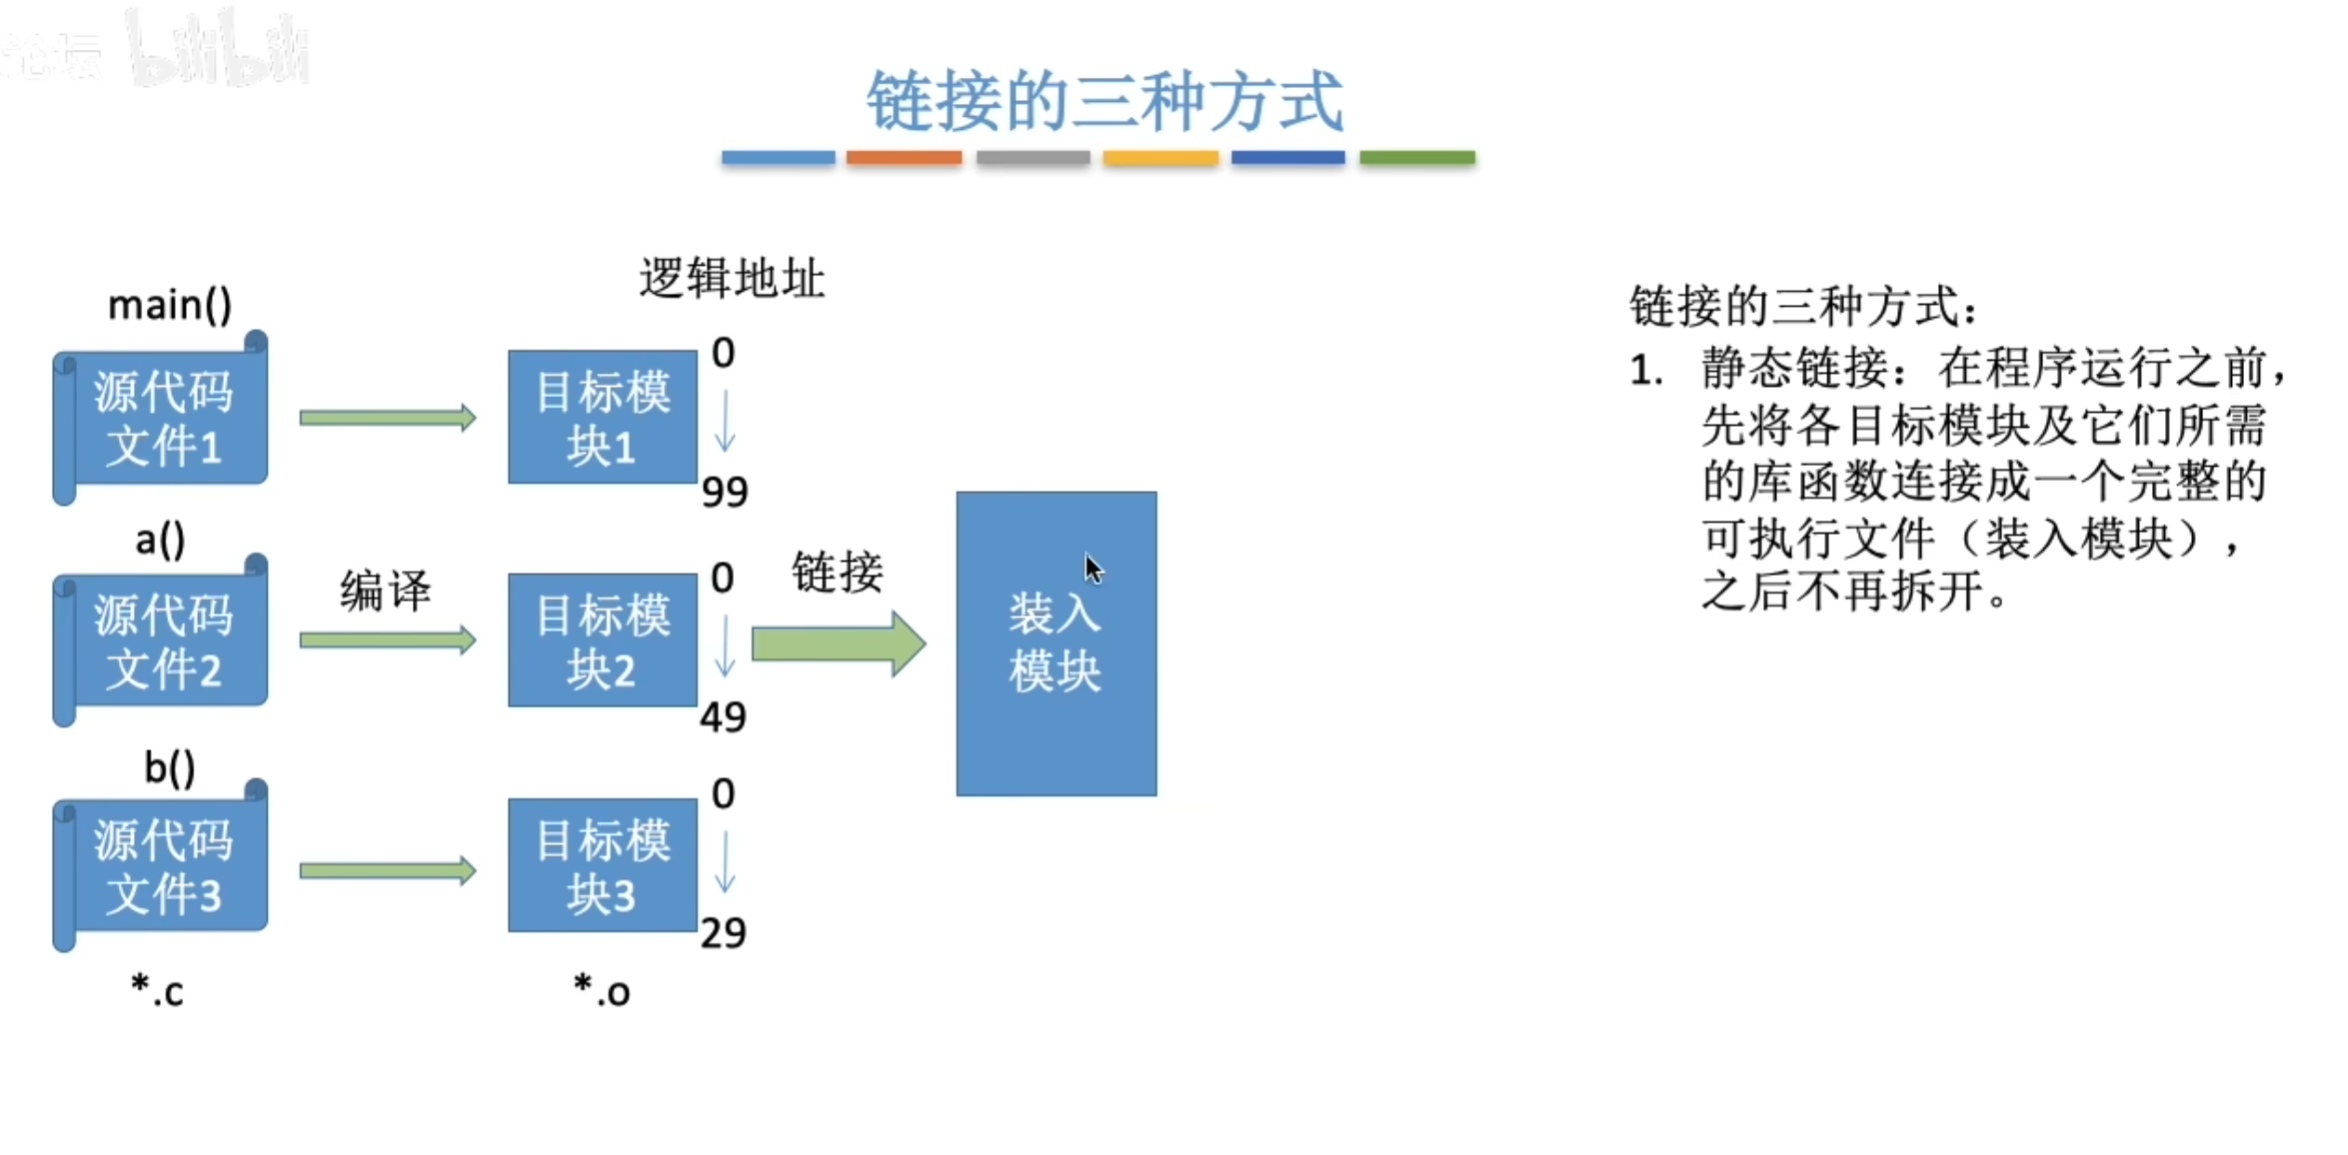 论坛 bilibili
链接的三种方式
逻辑地址
main()
源代码
文件1
目标模
块1
0
99
a()
源代码
文件2
编译
目标模
块2
0
49
链接
装入
模块
b()
源代码
文件3
目标模
块3
0
29
*.c
*.o
链接的三种方式：
1. 静态链接：在程序运行之前，
先将各目标模块及它们所需
的库函数连接成一个完整的
可执行文件（装入模块），
之后不再拆开。